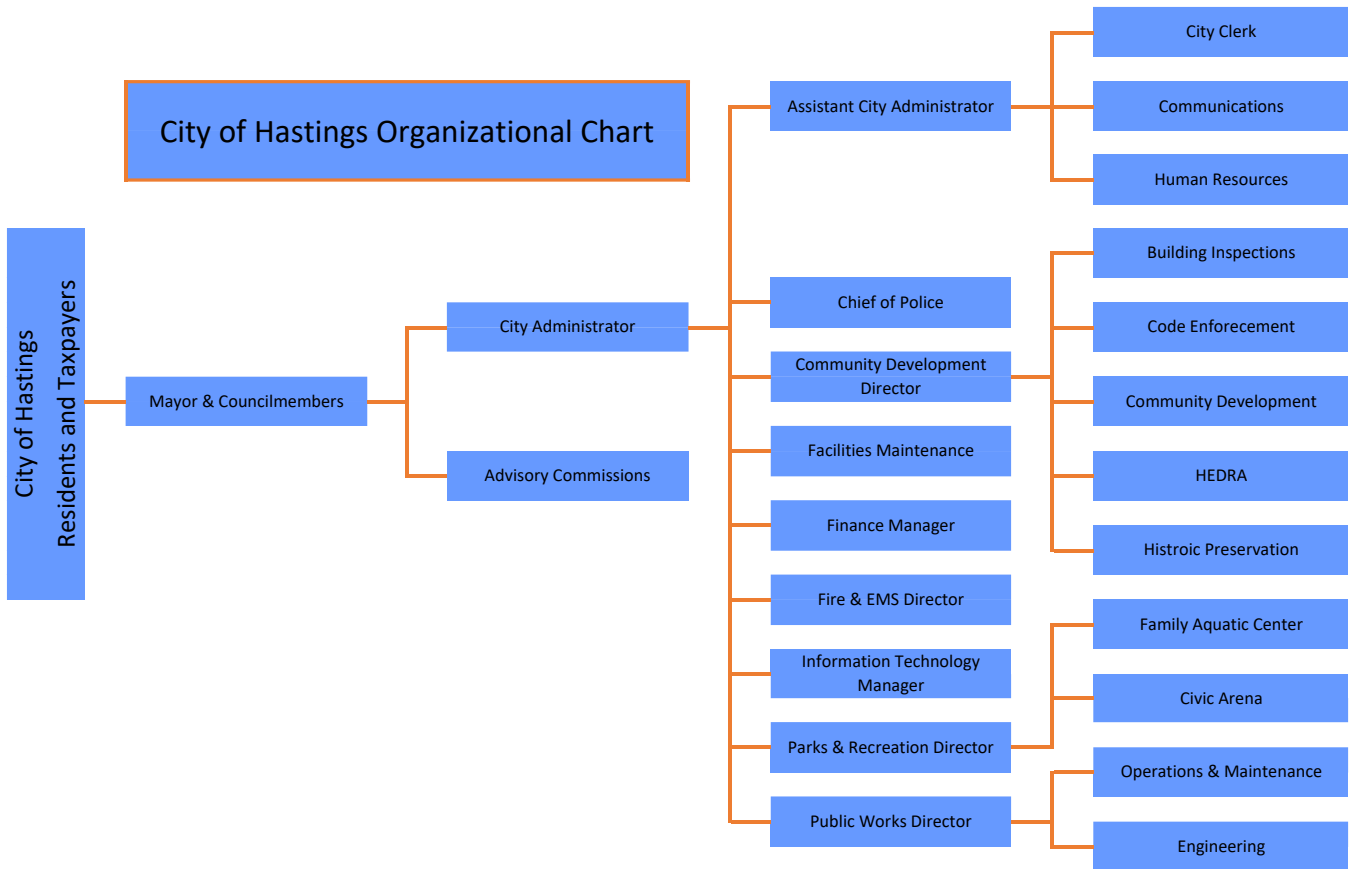 City of Hastings Organizational Chart
City of Hastings
Residents and Taxpayers
Mayor & Councilmembers
City Administrator
Advisory Commissions
Assistant City Administrator
City Clerk
Communications
Human Resources
Chief of Police
Community Development
Director
Building Inspections
Code Enforecement
Community Development
HEDRA
Histroic Preservation
Facilities Maintenance
Finance Manager
Fire & EMS Director
Information Technology
Manager
Parks & Recreation Director
Family Aquatic Center
Civic Arena
Public Works Director
Operations & Maintenance
Engineering